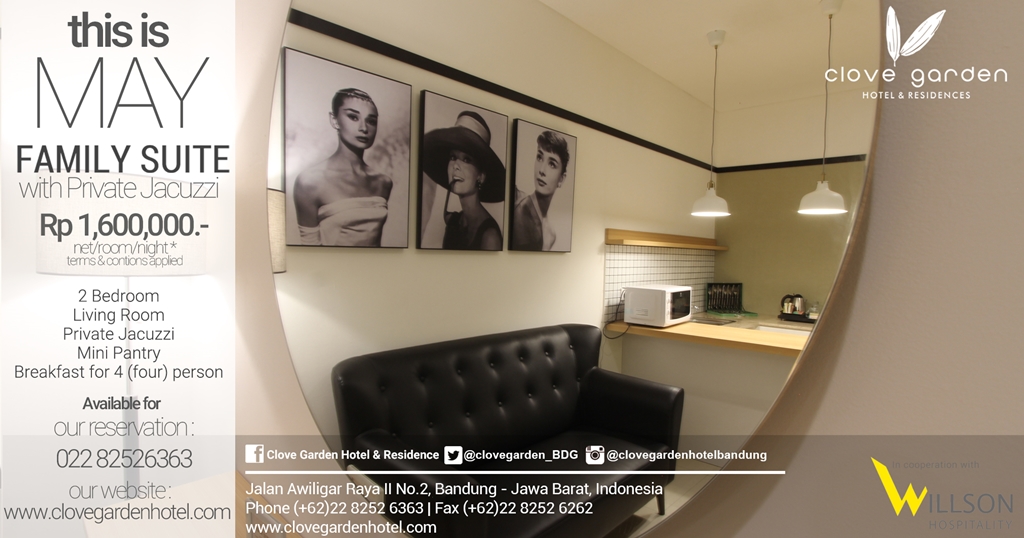 this is
MAY
FAMILY SUITE
with Private Jacuzzi
Rp 1,600,000.-
net/room/night*
terms & contions applied
2 Bedroom
Living Room
Private Jacuzzi
Mini Pantry
Breakfast for 4 (four) person
Available for
our reservation :
022 82526363
our website :
www.clovegardenhotel.com
clove garden
HOTEL & RESIDENCES
Clove Garden Hotel & Residence @clovegarden_BDG @clovegardenhotelbandung
Jalan Awiligar Raya II No.2, Bandung - Jawa Barat, Indonesia
Phone (+62)22 8252 6363 | Fax (+62)22 8252 6262
www.clovegardenhotel.com
in cooperation with
WILLSON
HOSPITALITY